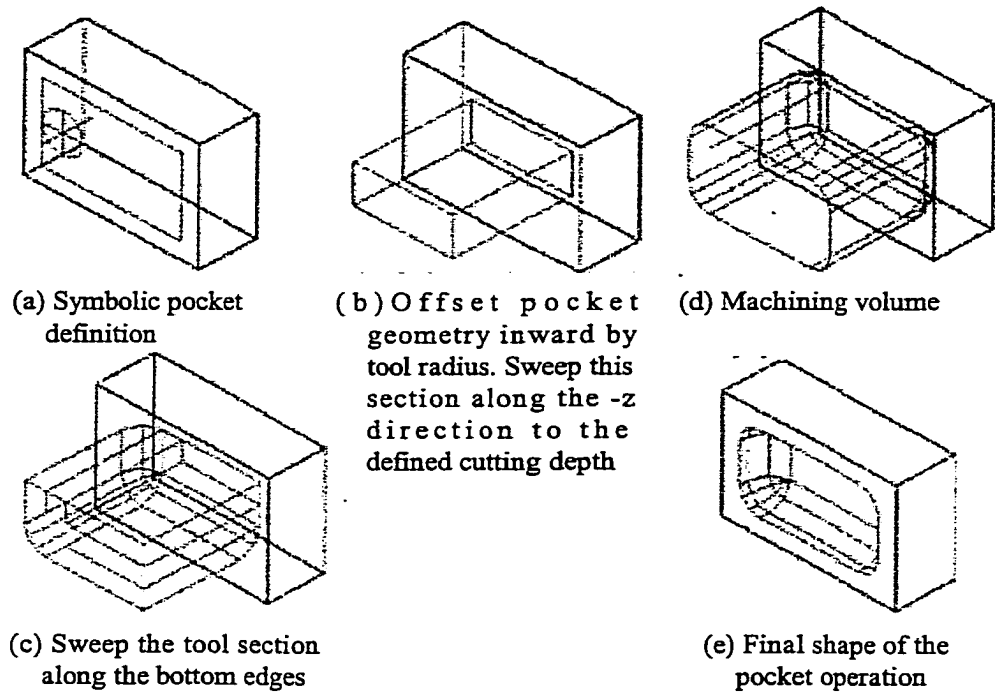 (a) Symbolic pocket
definition
(b) Offset pocket
geometry inward by
tool radius. Sweep this
section along the -z
direction to the
defined cutting depth
(d) Machining volume
(c) Sweep the tool section
along the bottom edges
(e) Final shape of the
pocket operation